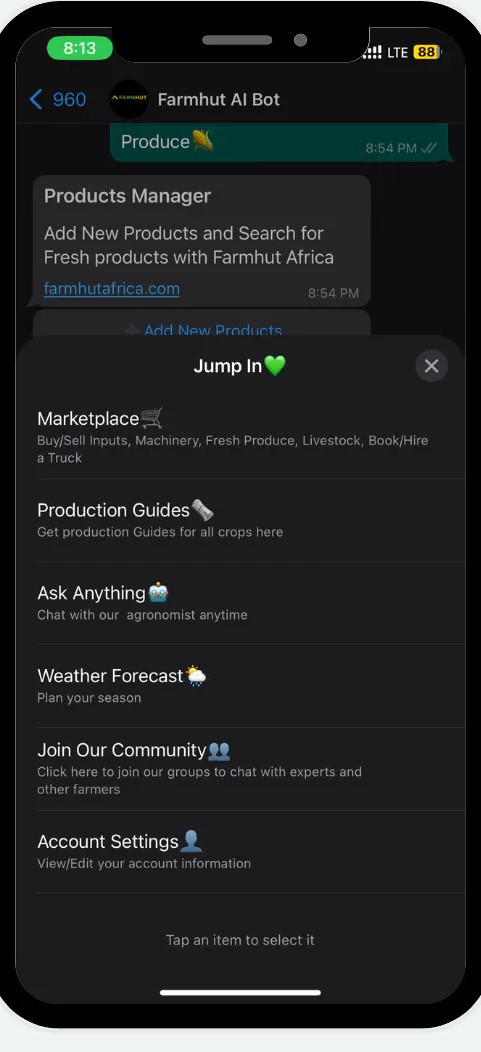 8:13
LTE 88
960
FARMHUT
Farmhut AI Bot
Produce🌽
8:54 PM
Products Manager
Add New Products and Search for
Fresh products with Farmhut Africa
farmhutafrica.com
8:54 PM
Add New Products
Jump In💚
Marketplace🛒
Buy/Sell Inputs, Machinery, Fresh Produce, Livestock, Book/Hire
a Truck
Production Guides🗞️
Get production Guides for all crops here
Ask Anything🤖
Chat with our  agronomist anytime
Weather Forecast🌦️
Plan your season
Join Our Community👥
Click here to join our groups to chat with experts and
other farmers
Account Settings👤
View/Edit your account information
Tap an item to select it